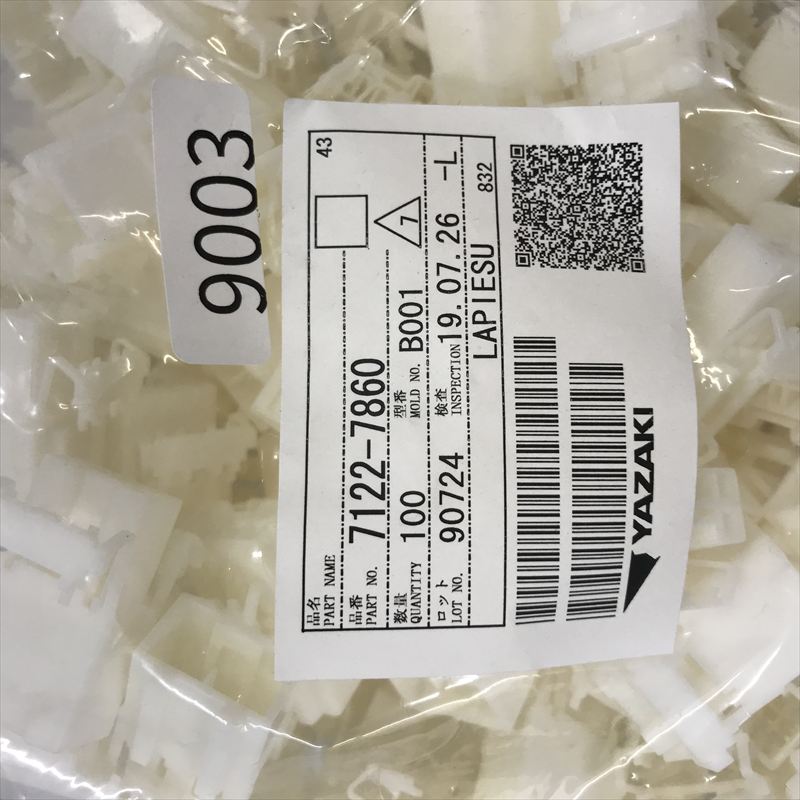 9003
品名
PART NAME
43
品番
PART NO.
7122-7860
数量
QUANTITY
100
型番
MOLD NO.
B001
7
ロット
LOT NO.
90724
検査
INSPECTION
19.07.26 -L
LAPIESU
832
YAZAKI